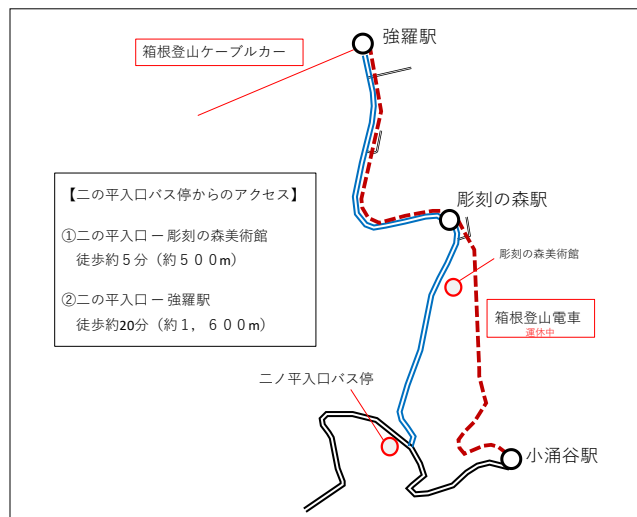 強羅駅
箱根登山ケーブルカー
【二の平入口バス停からのアクセス】
①二の平入口ー彫刻の森美術館
徒歩約５分（約５００m）
②二の平入口ー強羅駅
徒歩約20分（約１，６００m）
彫刻の森駅
彫刻の森美術館
箱根登山電車
運休中
二ノ平入口バス停
小涌谷駅